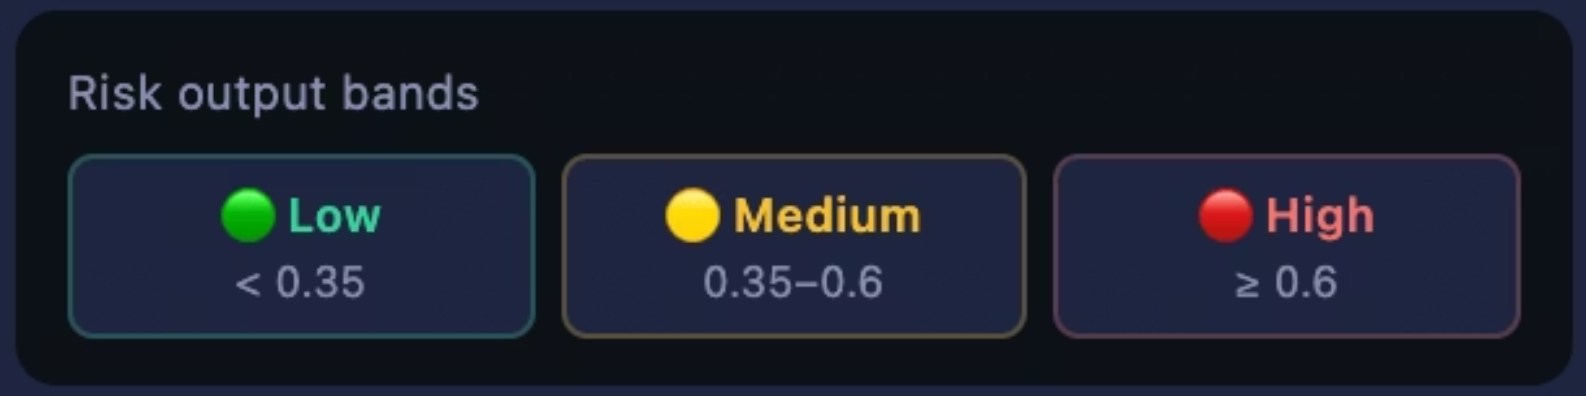 Risk output bands
🟢 Low
< 0.35
🟡 Medium
0.35–0.6
🔴 High
≥ 0.6